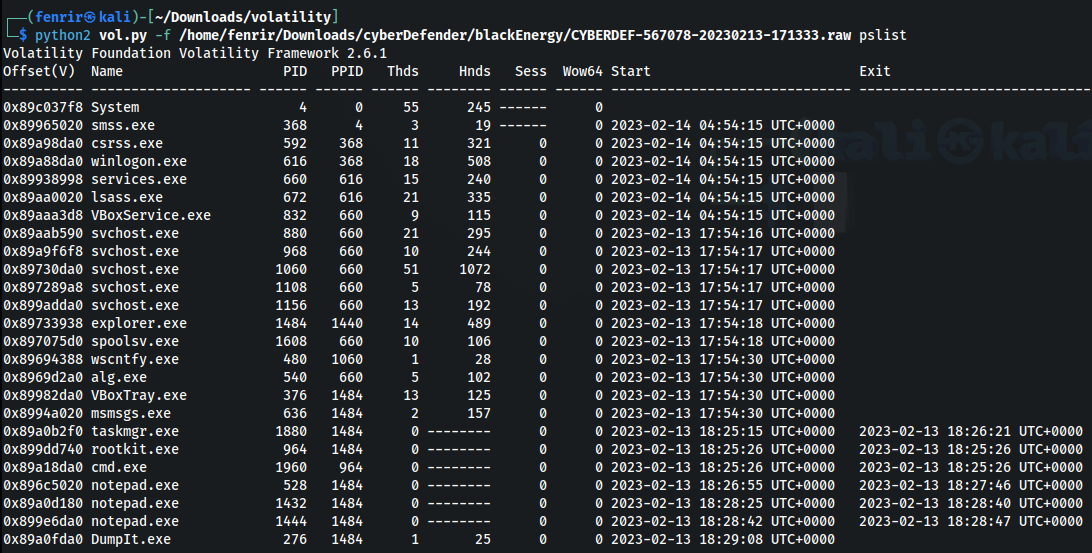 (fenrir㉿kali)-[~/Downloads/volatility]
$ python2 vol.py -f /home/fenrir/Downloads/cyberDefender/blackEnergy/CYBERDEF-567078-20230213-171333.raw pslist
Volatility Foundation Volatility Framework 2.6.1
Offset(V) Name PID PPID Thds Hnds Sess Wow64 Start Exit
---------- -------------------- ------ ------ ------ -------- ------ ------ ------------------------------ ------------------------------
0x89c037f8 System 4 0 55 245 ------ 0
0x89965020 smss.exe 368 4 3 19 ------ 0 2023-02-14 04:54:15 UTC+0000
0x89a98da0 csrss.exe 592 368 11 321 0 0 2023-02-14 04:54:15 UTC+0000
0x89a88da0 winlogon.exe 616 368 18 508 0 0 2023-02-14 04:54:15 UTC+0000
0x89938998 services.exe 660 616 15 240 0 0 2023-02-14 04:54:15 UTC+0000
0x89aa0020 lsass.exe 672 616 21 335 0 0 2023-02-14 04:54:15 UTC+0000
0x89aaa3d8 VBoxService.exe 832 660 9 115 0 0 2023-02-14 04:54:15 UTC+0000
0x89aab590 svchost.exe 880 660 21 295 0 0 2023-02-13 17:54:16 UTC+0000
0x89a9f6f8 svchost.exe 968 660 10 244 0 0 2023-02-13 17:54:17 UTC+0000
0x89730da0 svchost.exe 1060 660 51 1072 0 0 2023-02-13 17:54:17 UTC+0000
0x897289a8 svchost.exe 1108 660 5 78 0 0 2023-02-13 17:54:17 UTC+0000
0x899adda0 svchost.exe 1156 660 13 192 0 0 2023-02-13 17:54:17 UTC+0000
0x89733938 explorer.exe 1484 1440 14 489 0 0 2023-02-13 17:54:18 UTC+0000
0x897075d0 spoolsv.exe 1608 660 10 106 0 0 2023-02-13 17:54:18 UTC+0000
0x89694388 wscntfy.exe 480 1060 1 28 0 0 2023-02-13 17:54:30 UTC+0000
0x8969d2a0 alg.exe 540 660 5 102 0 0 2023-02-13 17:54:30 UTC+0000
0x89982da0 VBoxTray.exe 376 1484 13 125 0 0 2023-02-13 17:54:30 UTC+0000
0x8994a020 msmsgs.exe 636 1484 2 157 0 0 2023-02-13 17:54:30 UTC+0000
0x89a0b2f0 taskmgr.exe 1880 1484 0 -------- 0 0 2023-02-13 18:25:15 UTC+0000 2023-02-13 18:26:21 UTC+0000
0x899dd740 rootkit.exe 964 1484 0 -------- 0 0 2023-02-13 18:25:26 UTC+0000 2023-02-13 18:25:26 UTC+0000
0x89a18da0 cmd.exe 1960 964 0 -------- 0 0 2023-02-13 18:25:26 UTC+0000 2023-02-13 18:25:26 UTC+0000
0x896c5020 notepad.exe 528 1484 0 -------- 0 0 2023-02-13 18:26:55 UTC+0000 2023-02-13 18:27:46 UTC+0000
0x89a0d180 notepad.exe 1432 1484 0 -------- 0 0 2023-02-13 18:28:25 UTC+0000 2023-02-13 18:28:40 UTC+0000
0x899e6da0 notepad.exe 1444 1484 0 -------- 0 0 2023-02-13 18:28:42 UTC+0000 2023-02-13 18:28:47 UTC+0000
0x89a0fda0 DumpIt.exe 276 1484 1 25 0 0 2023-02-13 18:29:08 UTC+0000